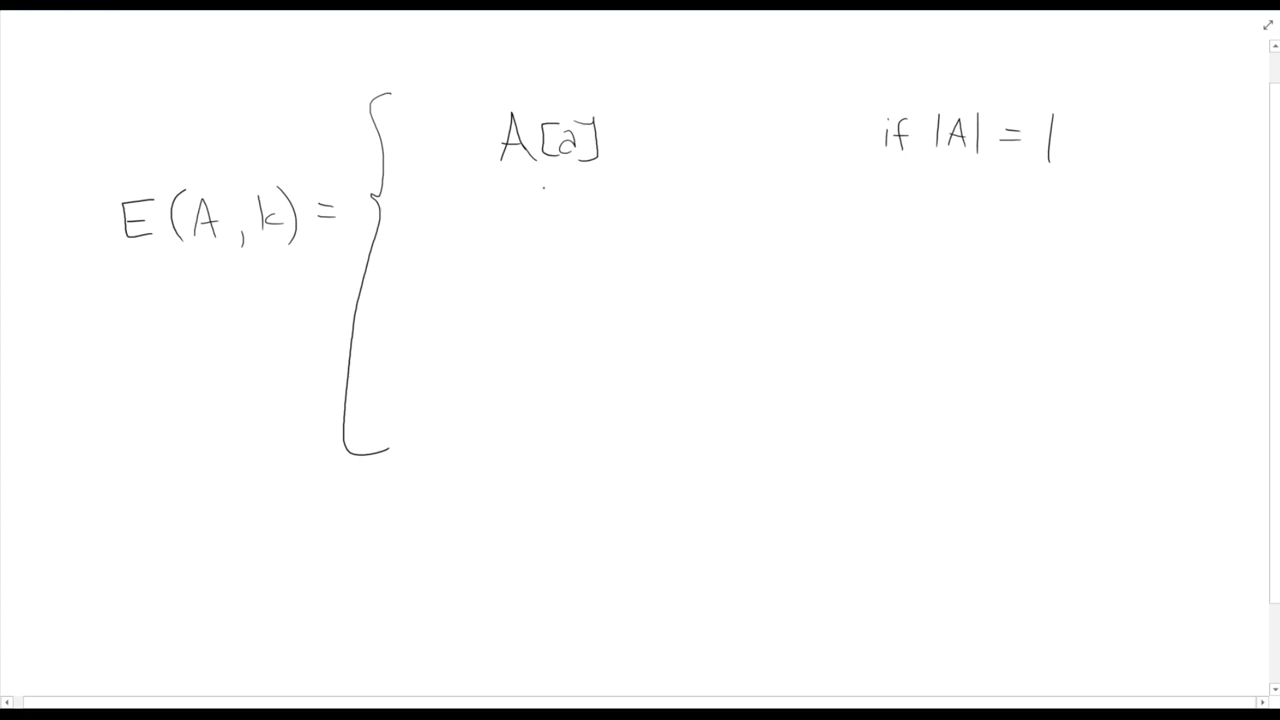 A[a] if |A| = 1
E(A, k) =